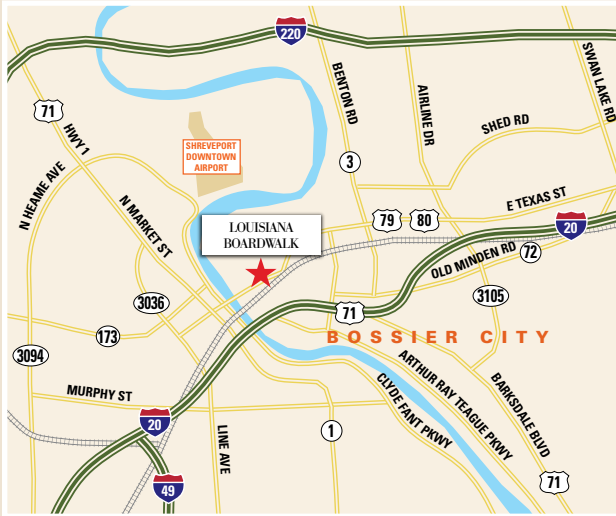 220
71
HWY 1
N HEAME AVE
N MARKET ST
SHREVEPORT
DOWNTOWN
AIRPORT
BENTON RD
AIRLINE DR
SWAN LAKE RD
SHED RD
3
E TEXAS ST
79
80
20
LOUISIANA
BOARDWALK
OLD MINDEN RD
72
3036
3105
71
173
BOSSIER CITY
3094
MURPHY ST
20
LINE AVE
1
CLYDE FANT PKWY
ARTHUR RAY TEAGUE PKWY
BARKSDALE BLVD
49
71